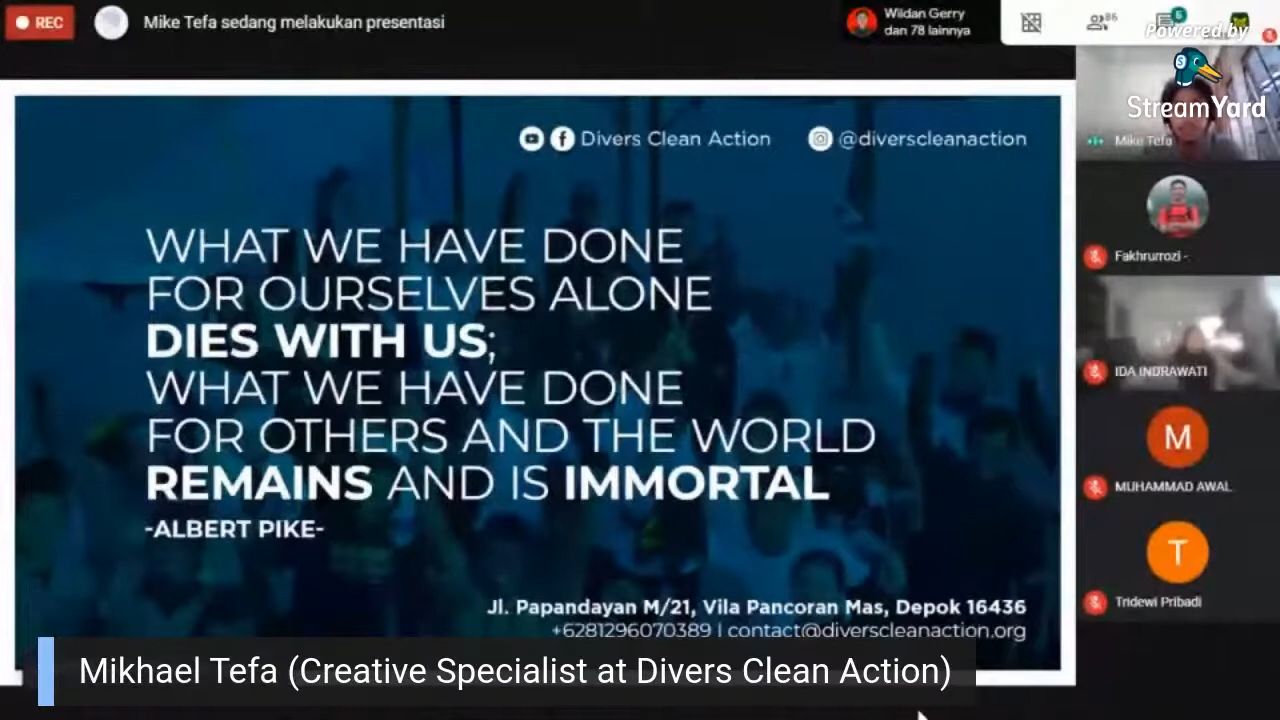 REC
Mike Tefa sedang melakukan presentasi
Wildan Gerry
dan 78 lainnya
86
5
Powered by
StreamYard
Divers Clean Action @diverscleanaction
WHAT WE HAVE DONE
FOR OURSELVES ALONE
DIES WITH US;
WHAT WE HAVE DONE
FOR OTHERS AND THE WORLD
REMAINS AND IS IMMORTAL
-ALBERT PIKE-
Jl. Papandayan M/21, Vila Pancoran Mas, Depok 16436
+6281296070389 | contact@diverscleanaction.org
Mike Tefa
Fakhrurrozi -
IDA INDRAWATI
M
MUHAMMAD AWAL
T
Tridewi Pribadi
Mikhael Tefa (Creative Specialist at Divers Clean Action)